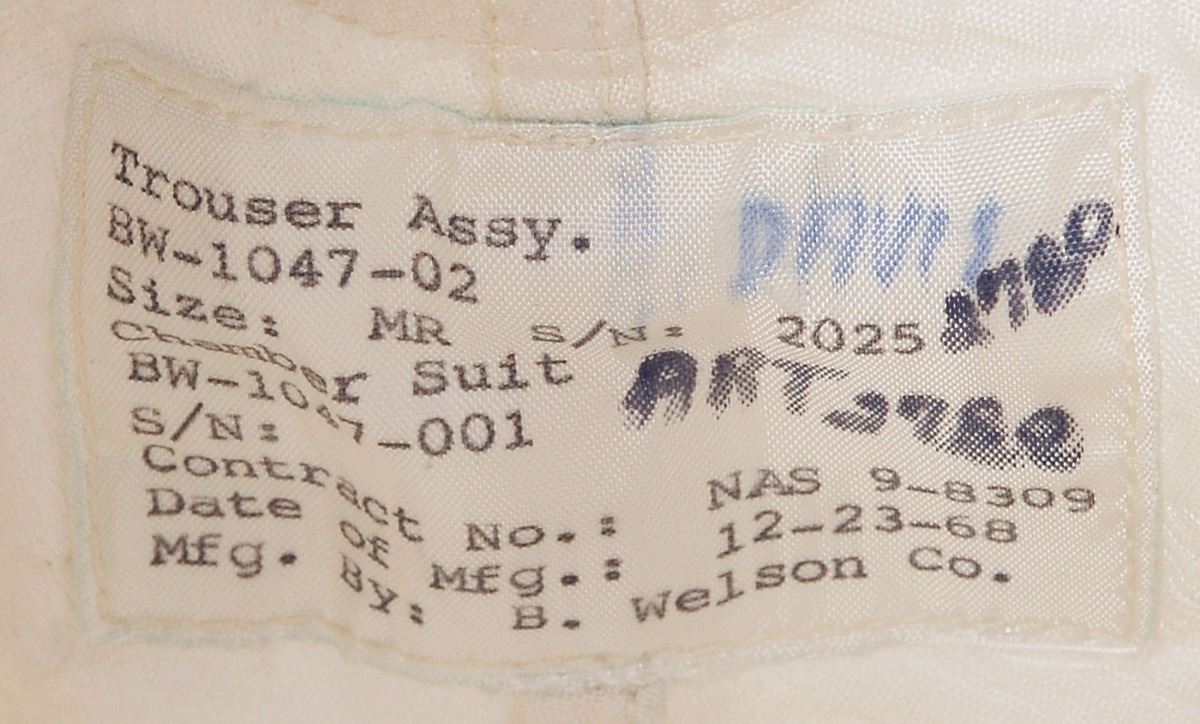 Trouser Assy.
BW-1047-02
Size: MR S/N: 2025
Chamber Suit
BW-1047-001
S/N:
Contract No.: NAS 9-8309
Date of Mfg.: 12-23-68
Mfg. By: B. Welson Co.
ART